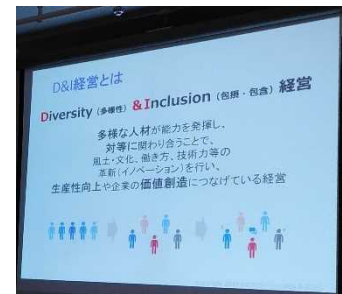 D&I経営とは
Diversity (多様性) & Inclusion (包摂・包含) 経営
多様な人材が能力を発揮し、
対等に関わり合うことで、
風土・文化、働き方、技術力等の
革新(イノベーション)を行い、
生産性向上や企業の価値創造につなげている経営